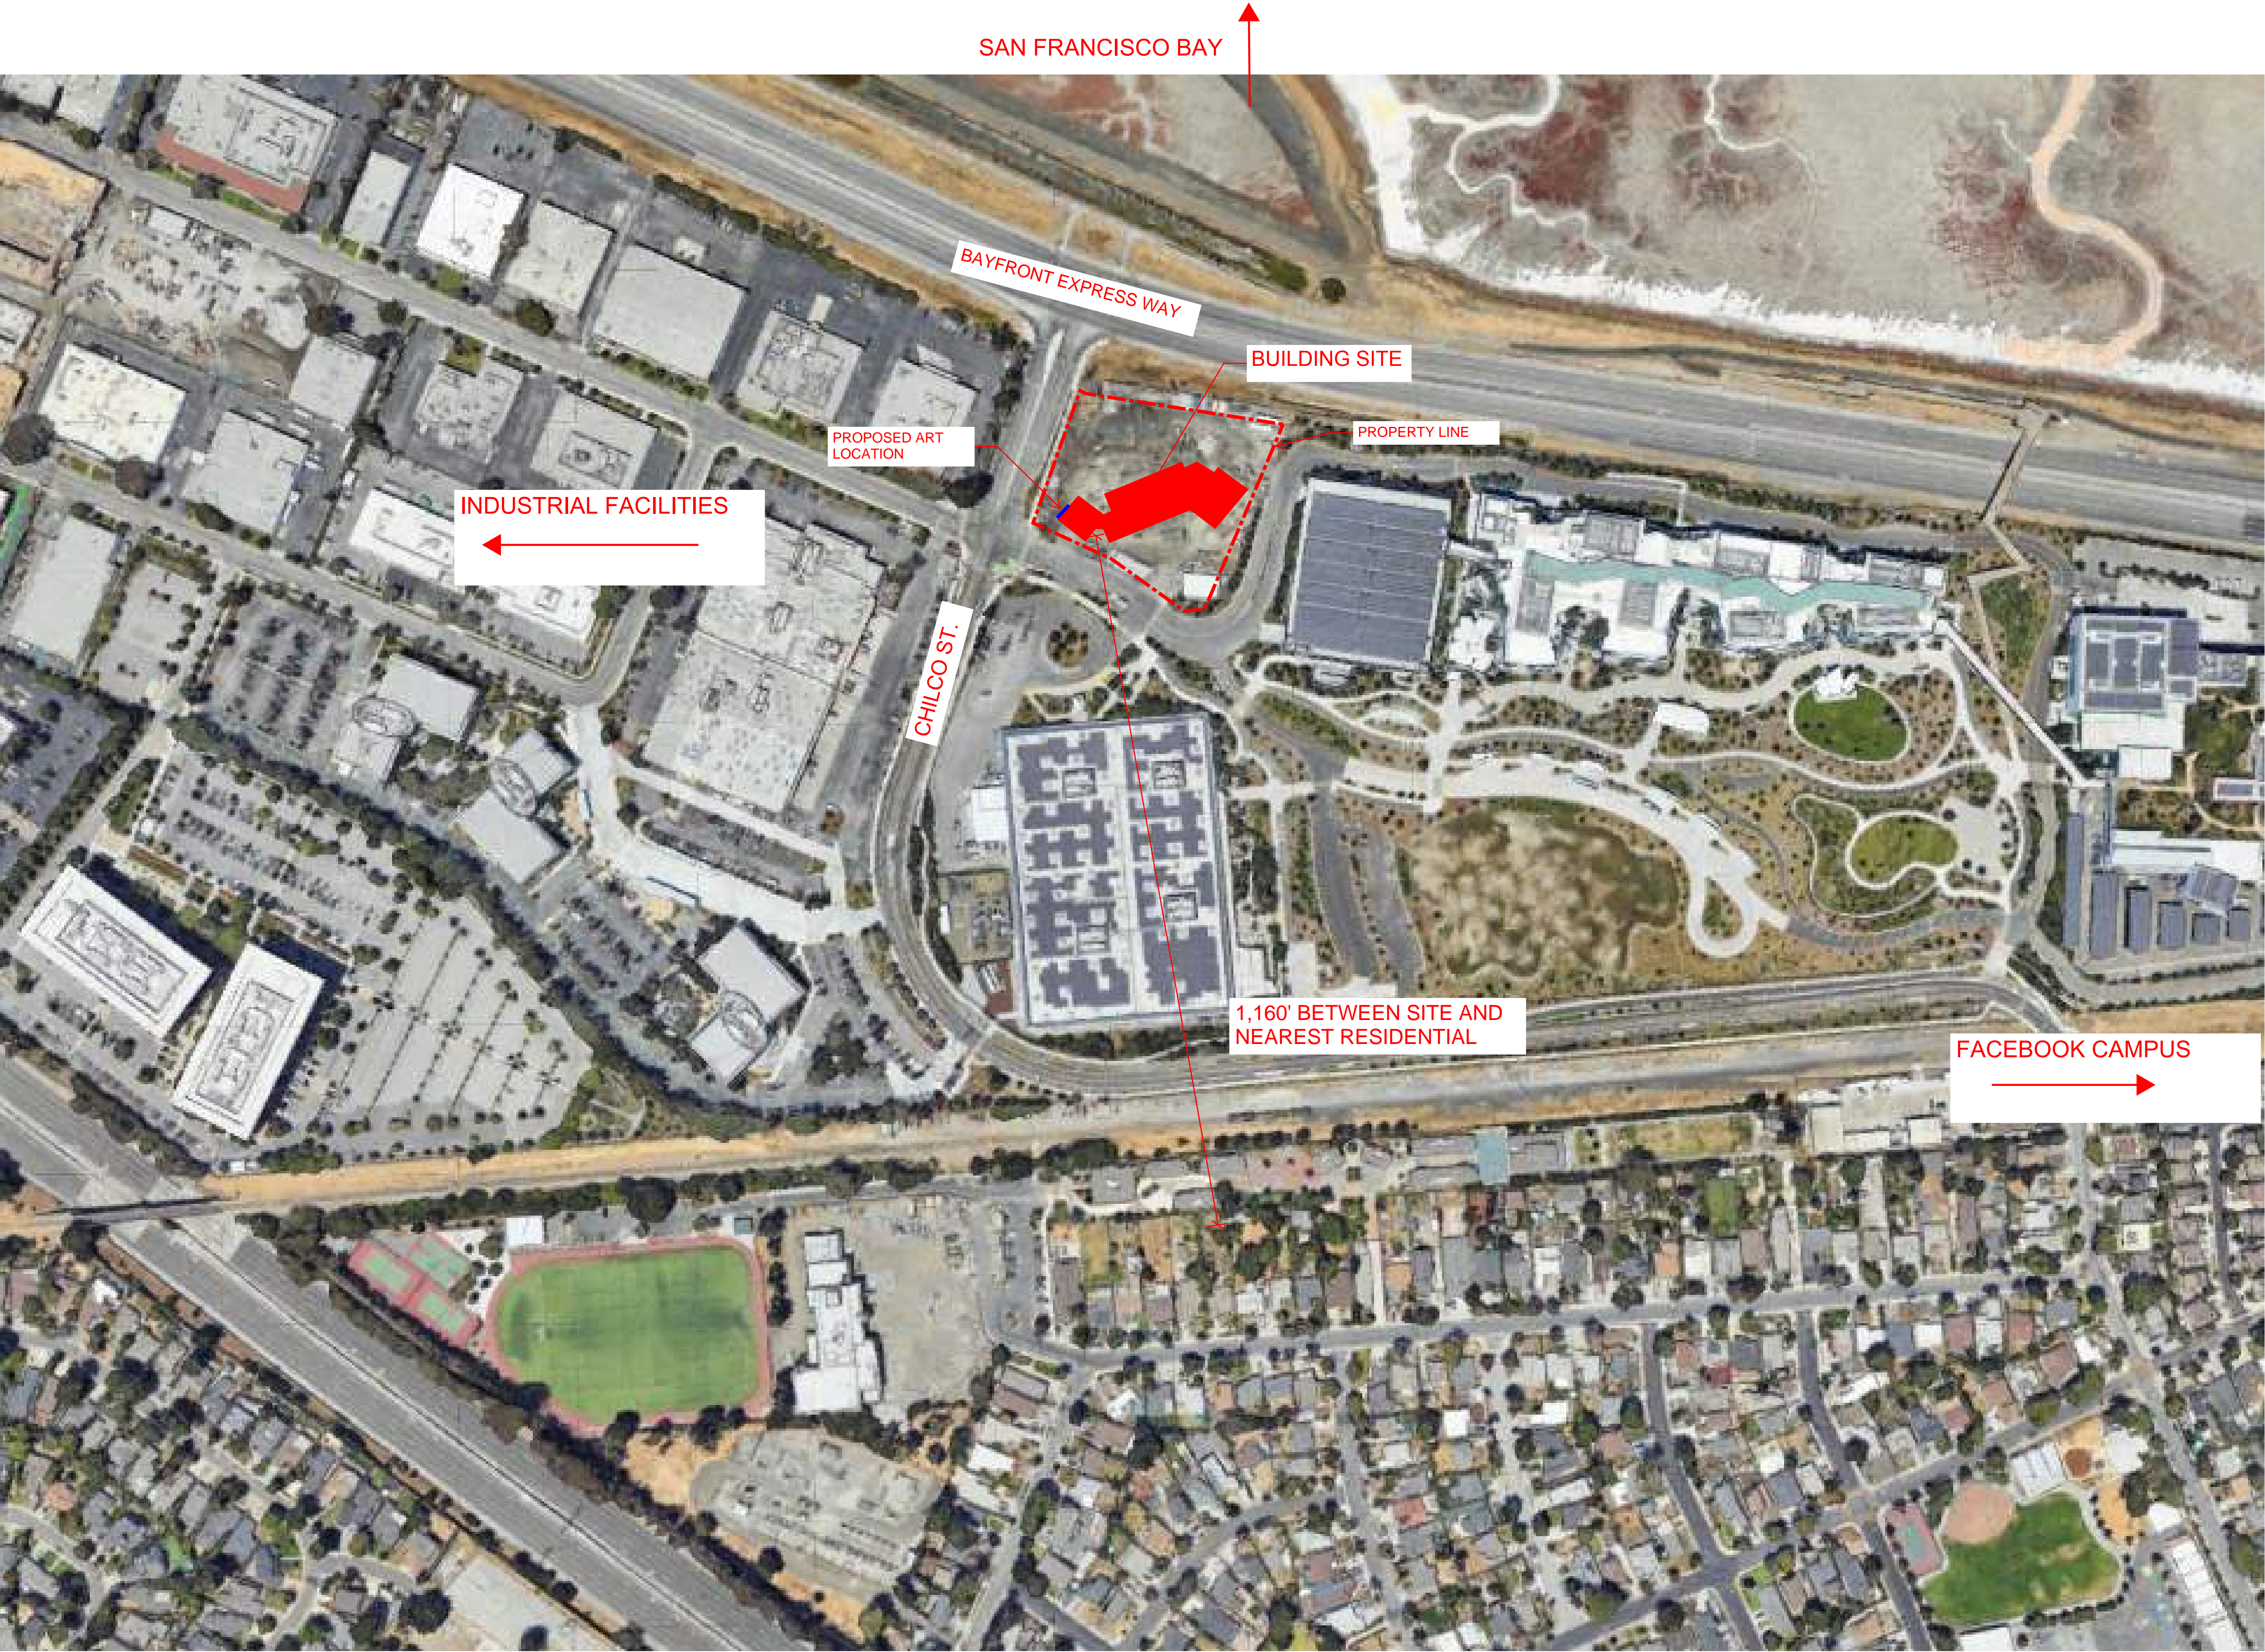 SAN FRANCISCO BAY
BAYFRONT EXPRESS WAY
BUILDING SITE
PROPOSED ART
LOCATION
PROPERTY LINE
INDUSTRIAL FACILITIES
CHILCO ST.
1,160' BETWEEN SITE AND
NEAREST RESIDENTIAL
FACEBOOK CAMPUS